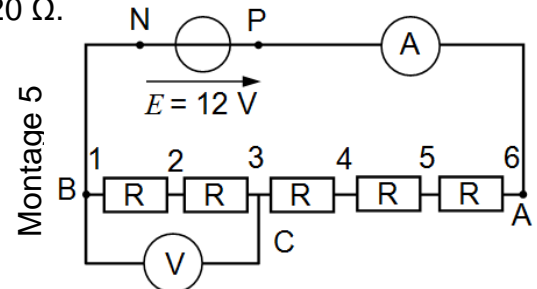 20 Ω.
N P A
E = 12 V
Montage 5
1 2 3 4 5 6
B R R R R R A
C
V